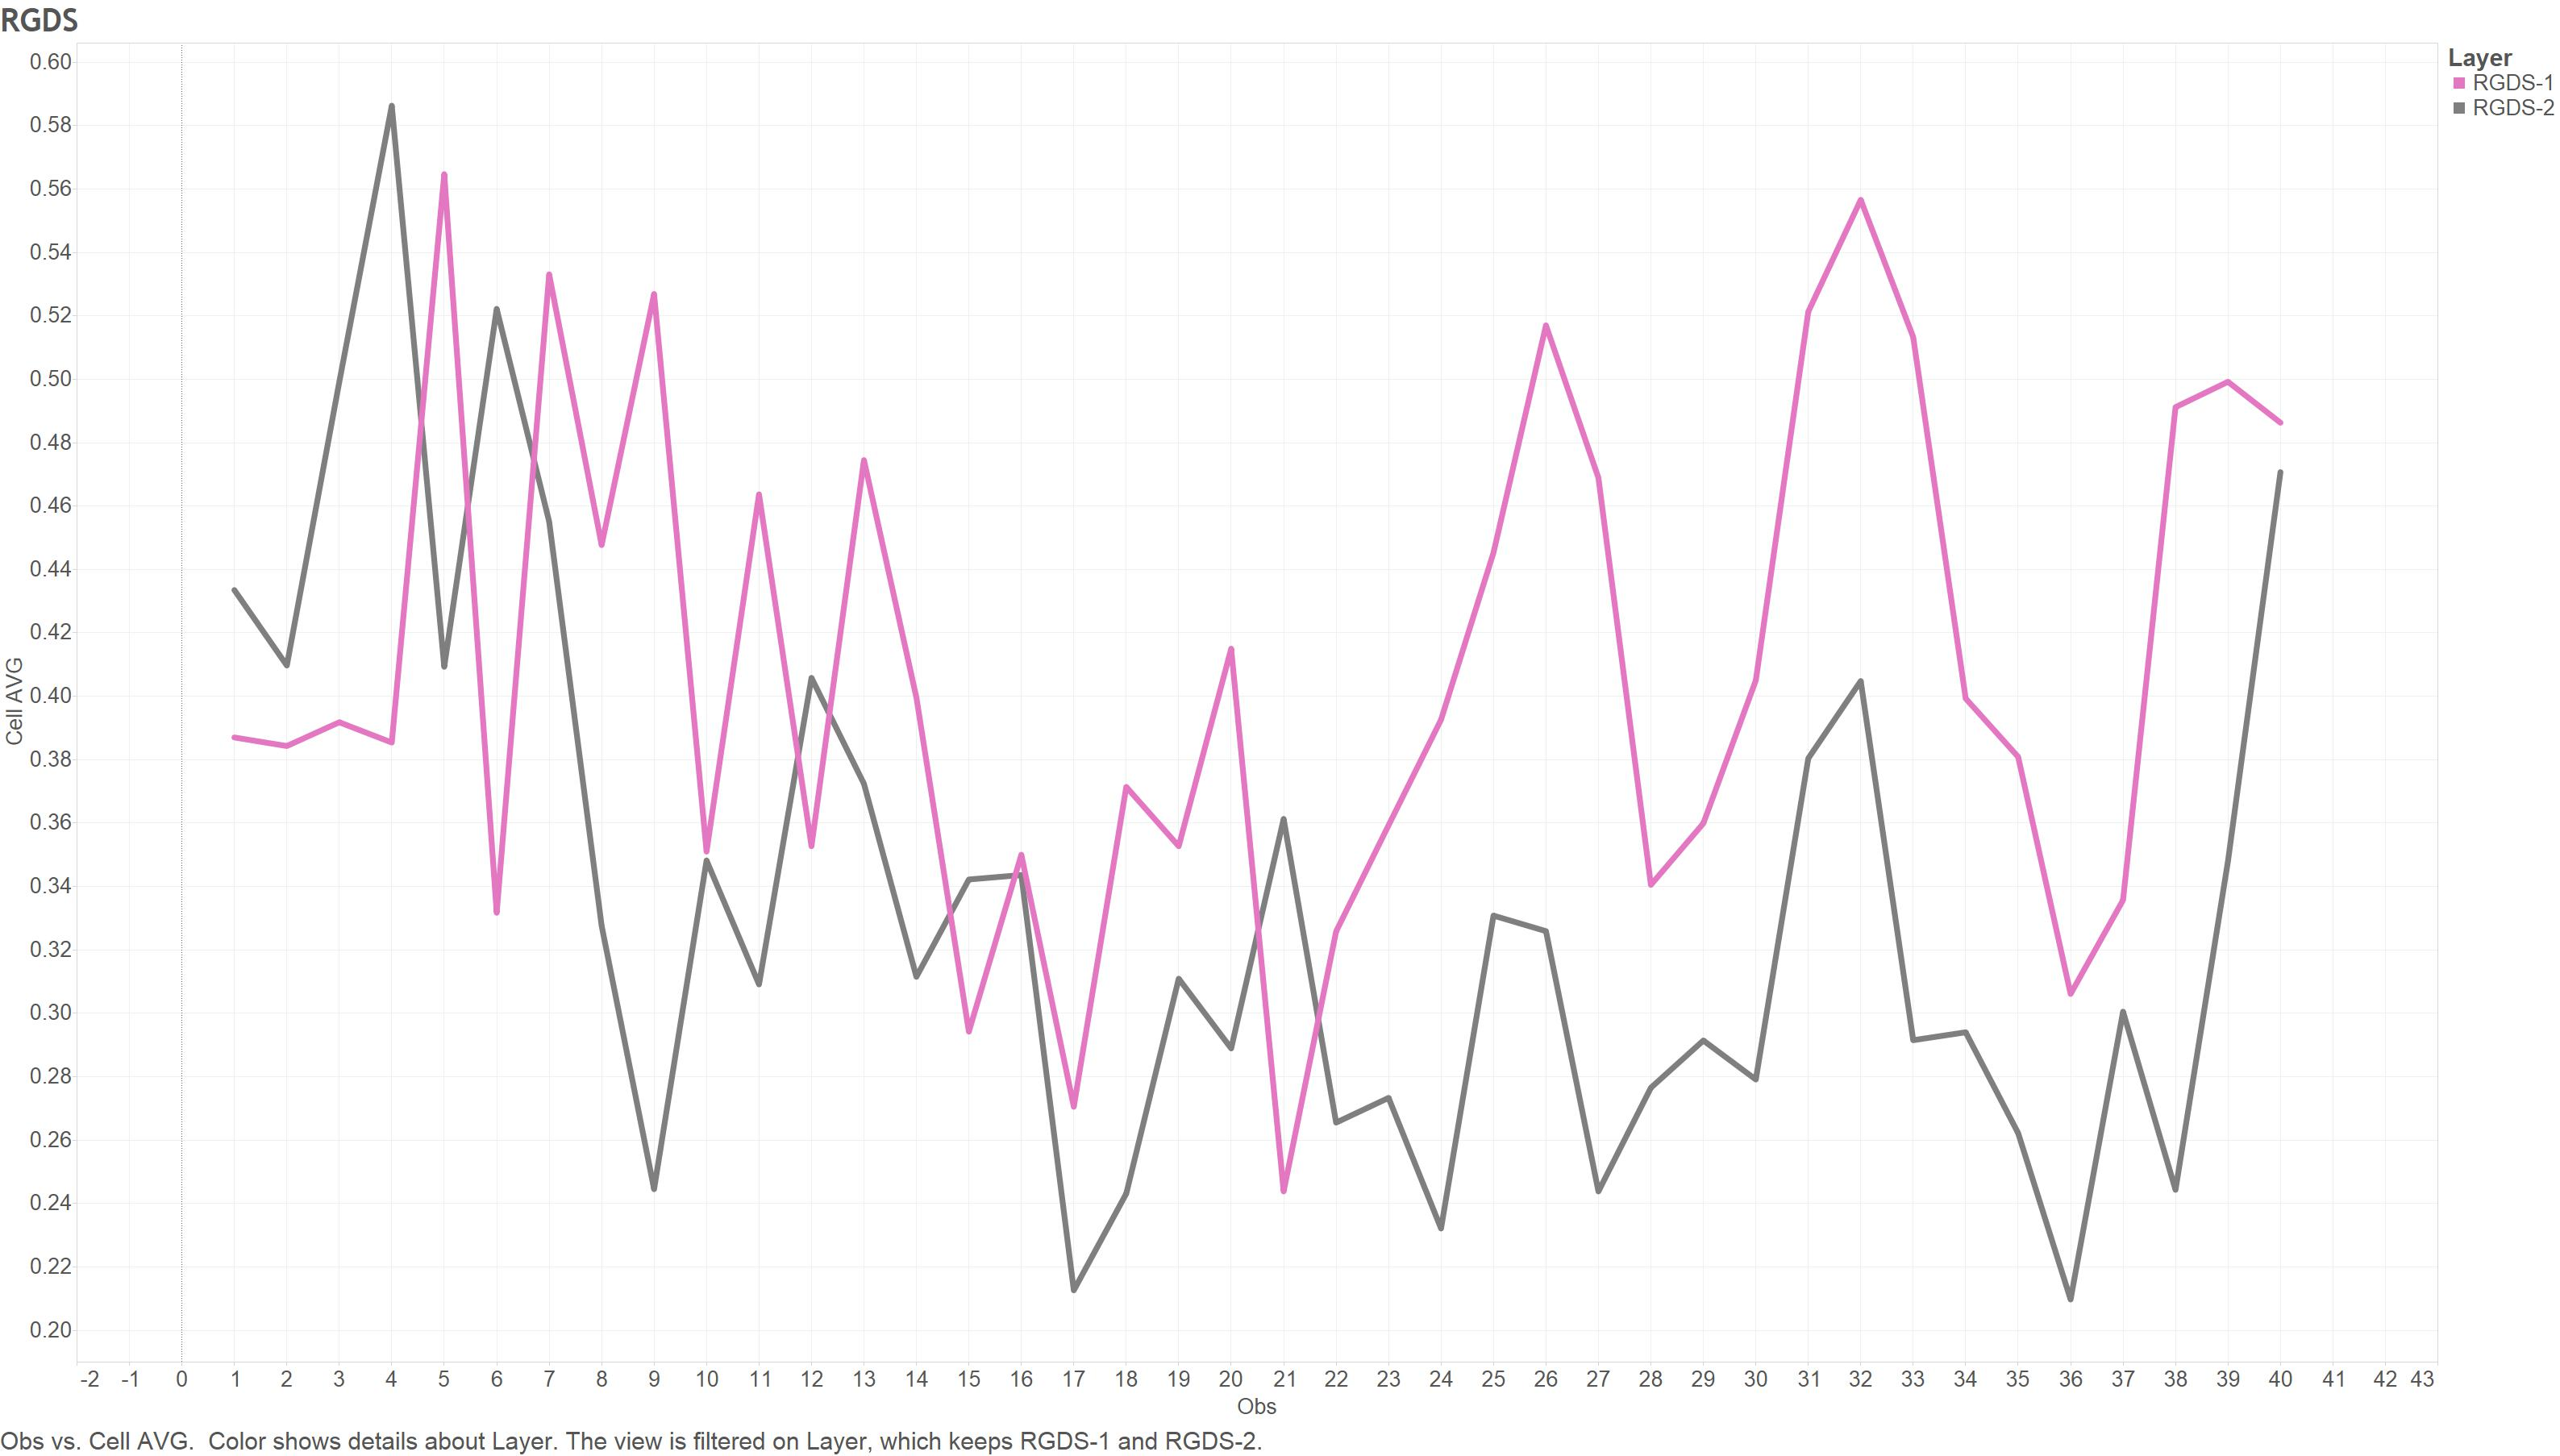 RGDS
Layer
RGDS-1
RGDS-2
0.60
0.58
0.56
0.54
0.52
0.50
0.48
0.46
0.44
0.42
0.40
0.38
0.36
0.34
0.32
0.30
0.28
0.26
0.24
0.22
0.20
Cell AVG
-2 -1 0 1 2 3 4 5 6 7 8 9 10 11 12 13 14 15 16 17 18 19 20 21 22 23 24 25 26 27 28 29 30 31 32 33 34 35 36 37 38 39 40 41 42 43
Obs
Obs vs. Cell AVG.  Color shows details about Layer. The view is filtered on Layer, which keeps RGDS-1 and RGDS-2.